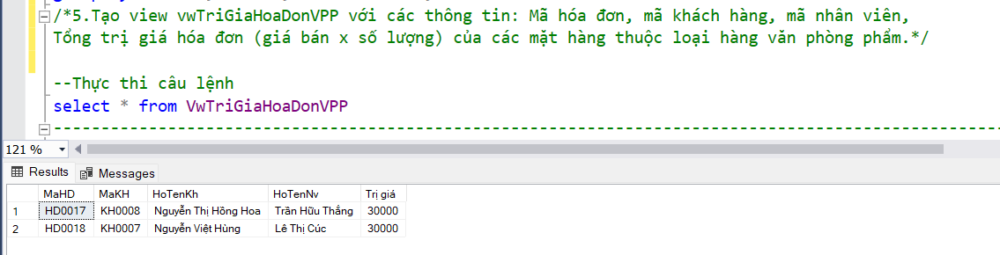 /*5.Tạo view vwTriGiaHoaDonVPP với các thông tin: Mã hóa đơn, mã khách hàng, mã nhân viên,
Tổng trị giá hóa đơn (giá bán x số lượng) của các mặt hàng thuộc loại hàng văn phòng phẩm.*/
--Thực thi câu lệnh
select * from VwTriGiaHoaDonVPP
121 %
Results Messages
MaHD MaKH HoTenKh HoTenNv Trị giá
1 HD0017 KH0008 Nguyễn Thị Hồng Hoa Trần Hữu Thắng 30000
2 HD0018 KH0007 Nguyễn Việt Hùng Lê Thị Cúc 30000